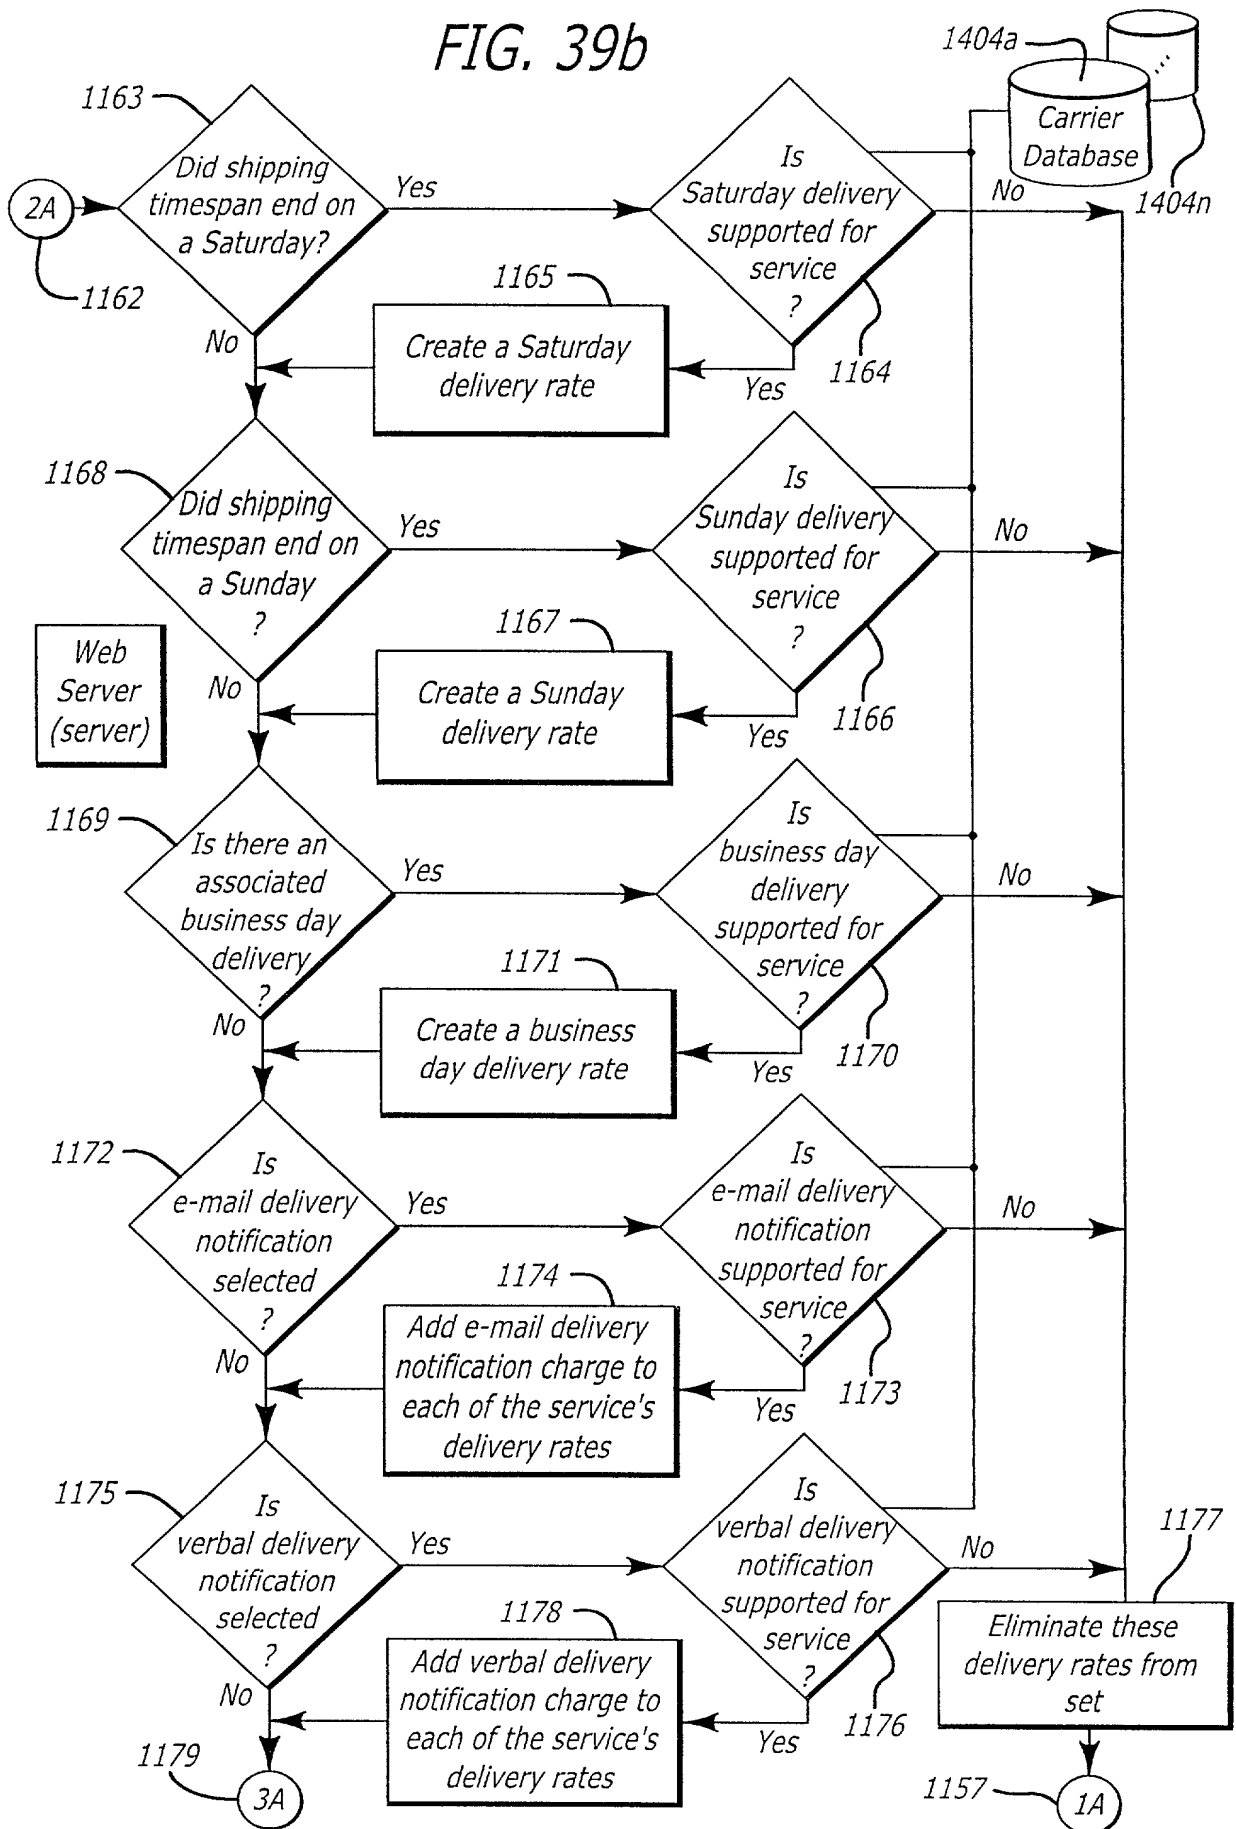 FIG. 39b
1404a
Carrier
Database
1404n
1163
Did shipping
timespan end on
a Saturday?
2A
1162
Yes
Is
Saturday delivery
supported for
service
?
1164
No
1165
Create a Saturday
delivery rate
Yes
No
1168
Did shipping
timespan end on
a Sunday
?
Yes
Is
Sunday delivery
supported for
service
?
1166
No
1167
Create a Sunday
delivery rate
Yes
No
Web
Server
(server)
1169
Is there an
associated
business day
delivery
?
Yes
Is
business day
delivery
supported for
service
?
1170
No
1171
Create a business
day delivery rate
Yes
No
1172
Is
e-mail delivery
notification
selected
?
Yes
Is
e-mail delivery
notification
supported for
service
?
1173
No
1174
Add e-mail delivery
notification charge to
each of the service's
delivery rates
Yes
No
1175
Is
verbal delivery
notification
selected
?
Yes
Is
verbal delivery
notification
supported for
service
?
1176
No
1177
Eliminate these
delivery rates from
set
1178
Add verbal delivery
notification charge to
each of the service's
delivery rates
Yes
No
1179
3A
1157
1A